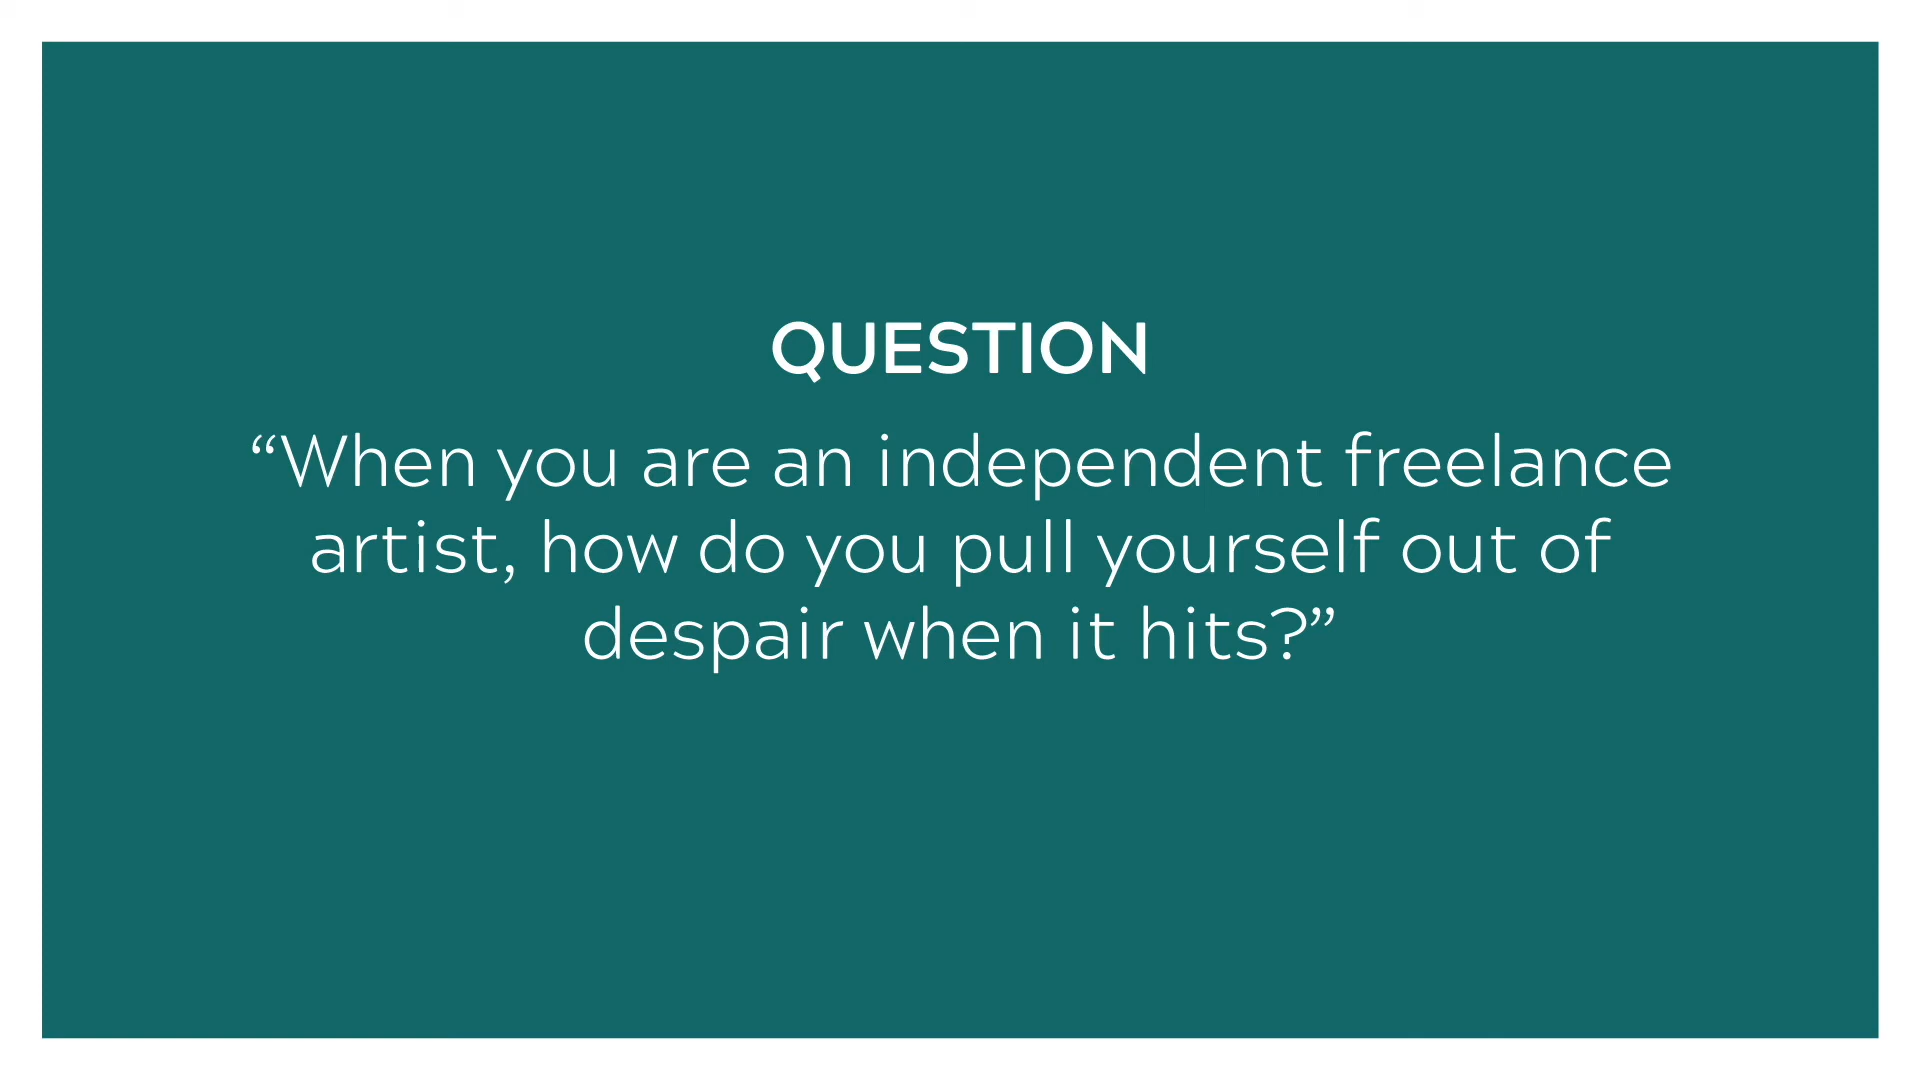 QUESTION
“When you are an independent freelance
artist, how do you pull yourself out of
despair when it hits?”